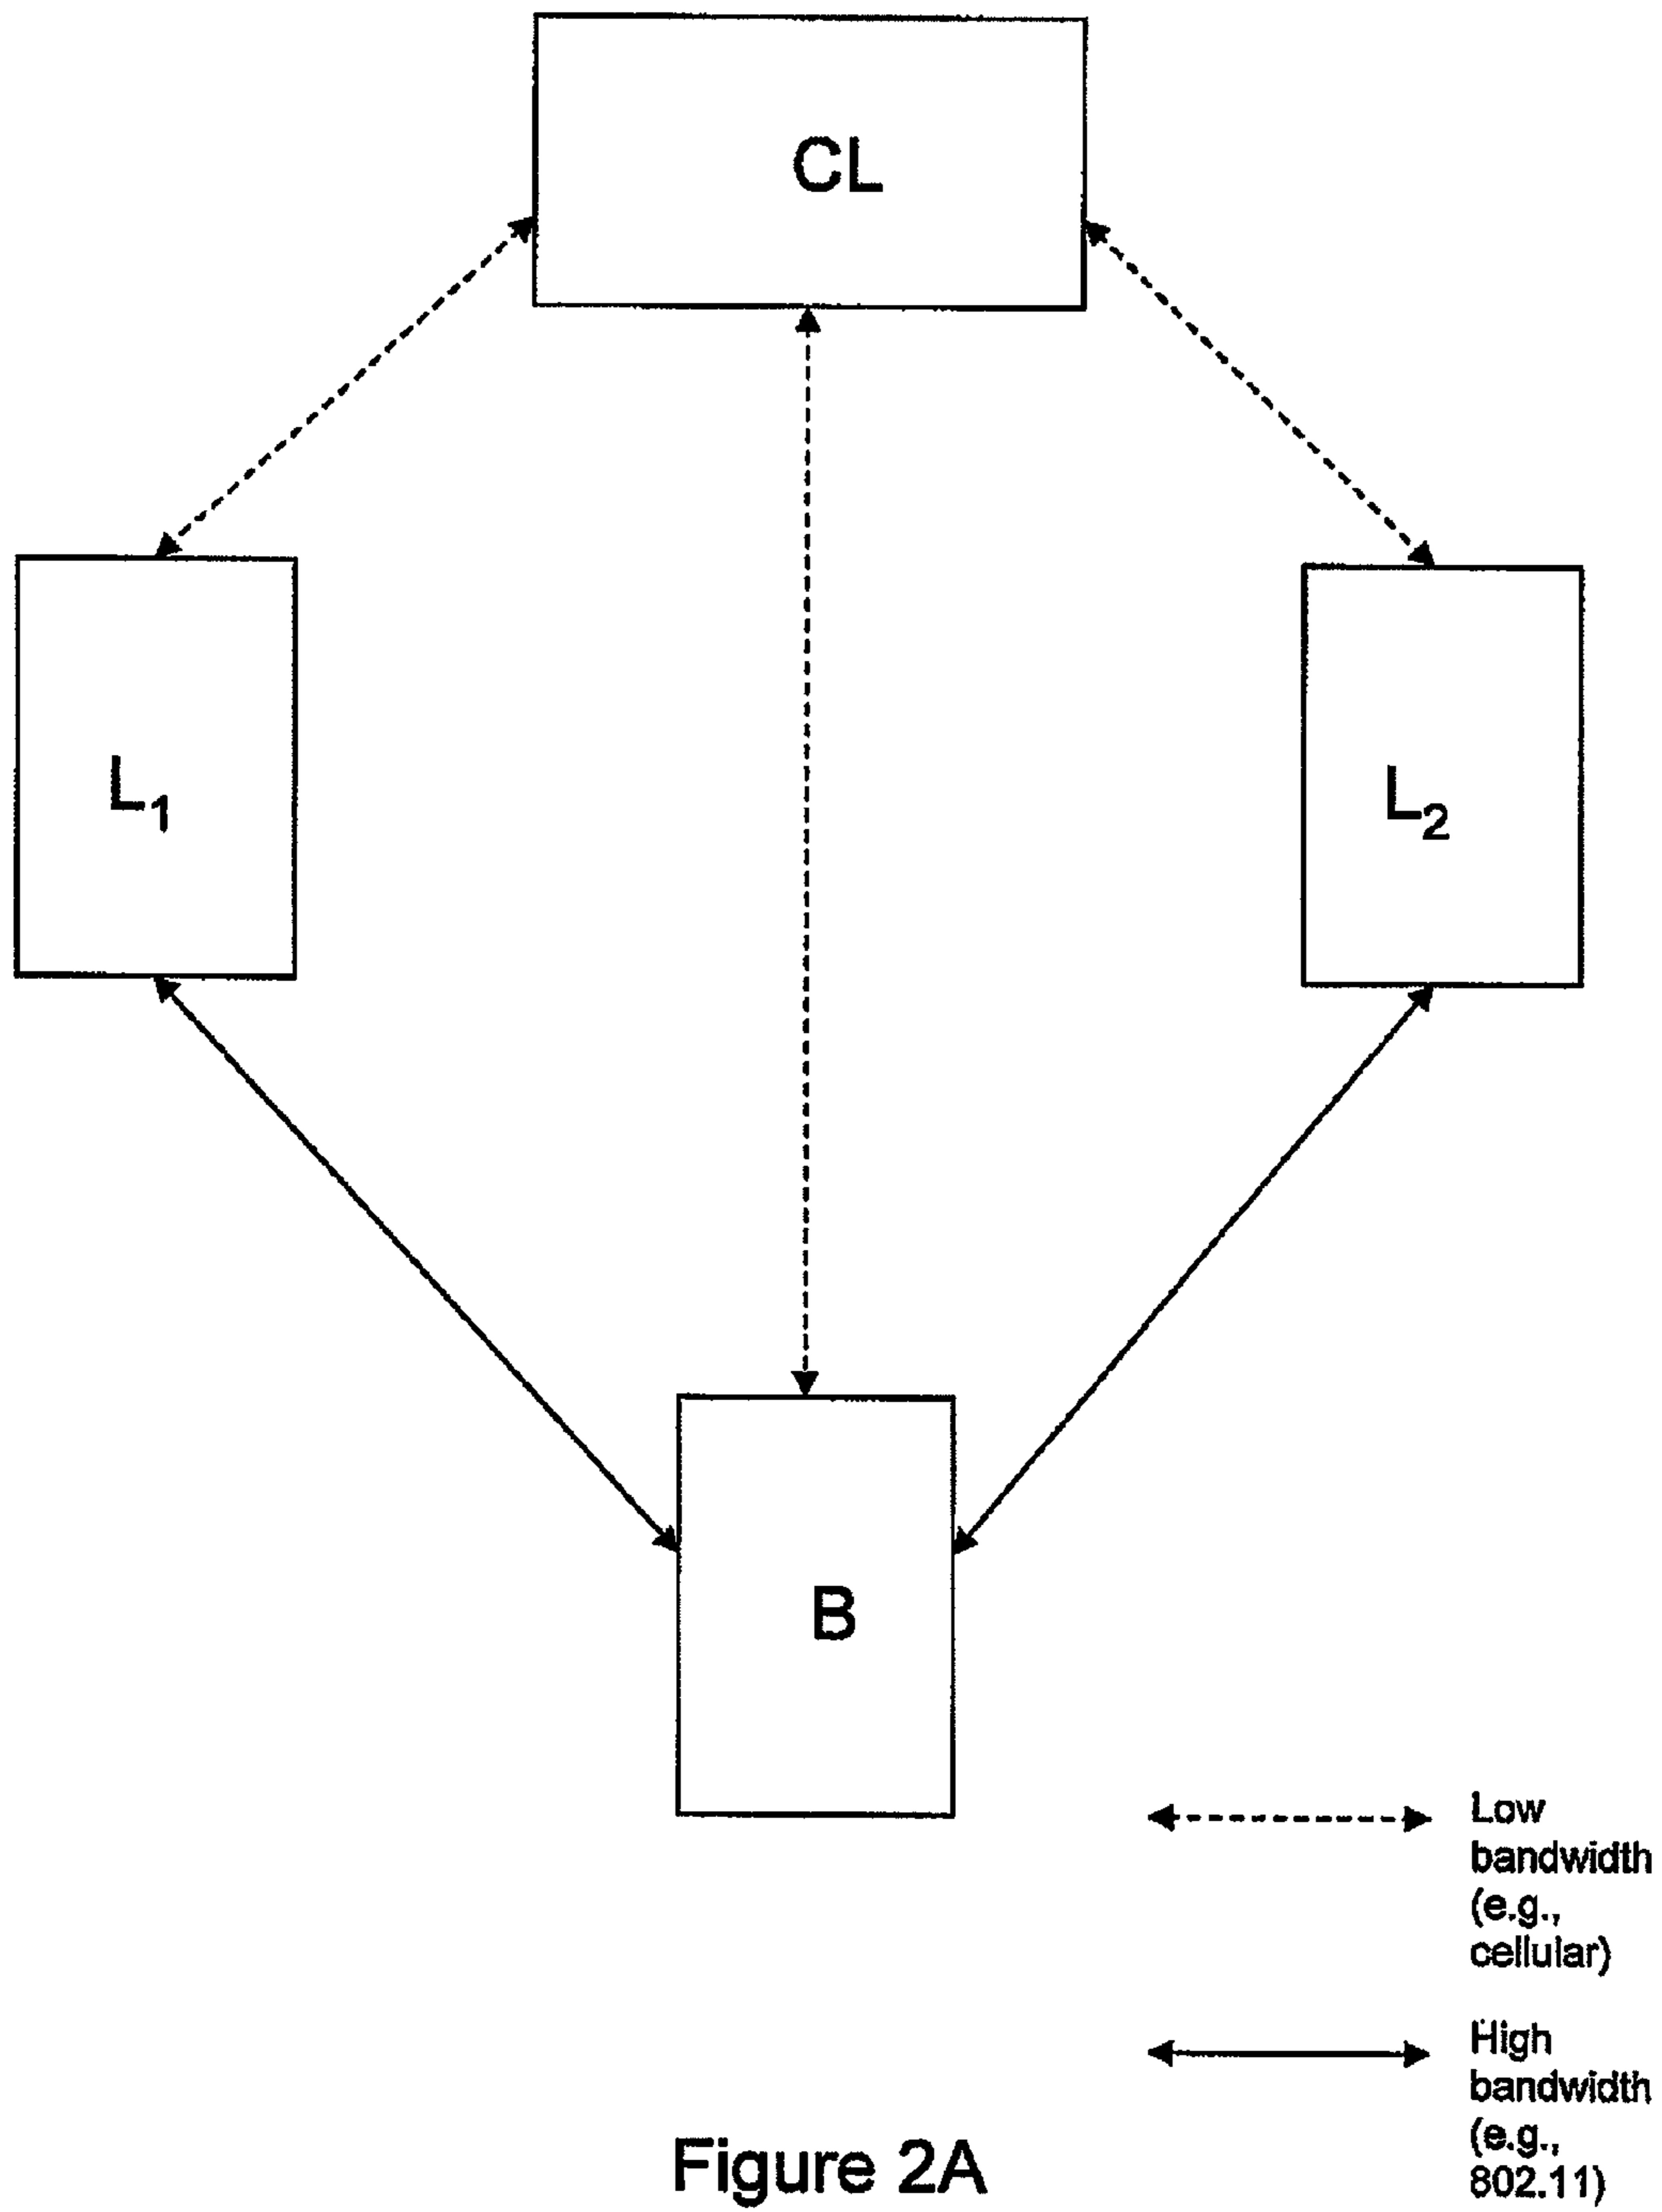 CL
L1
L2
B
Low
bandwidth
(e.g.,
cellular)
High
bandwidth
(e.g.,
802.11)
Figure 2A